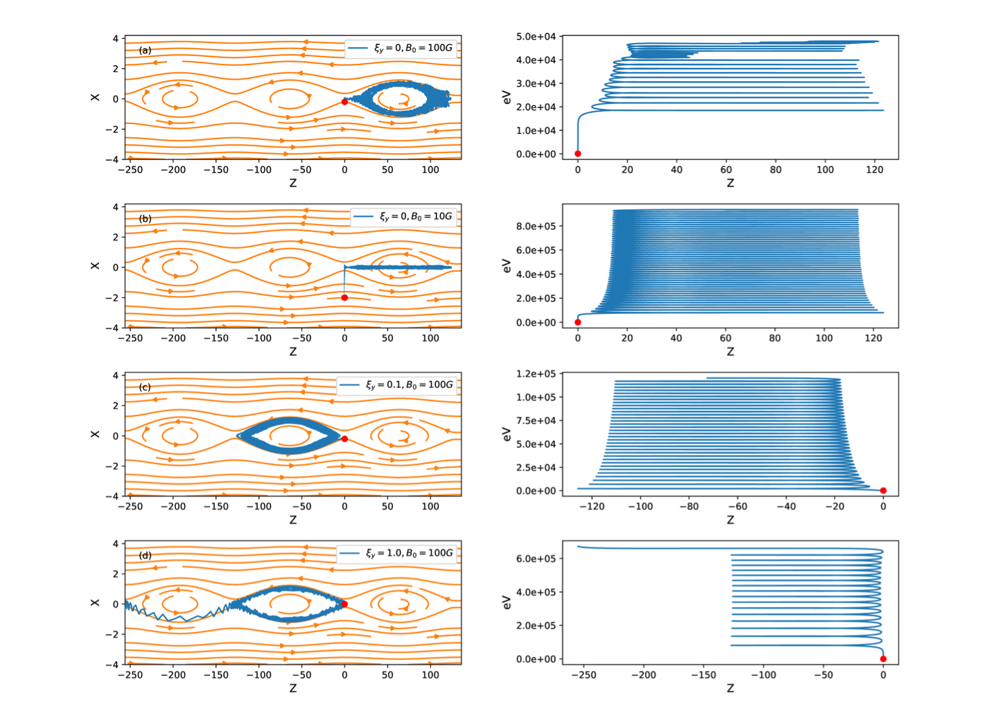 4
(a)
ξy = 0, B0 = 100G
2
X
0
−2
−4
−250 −200 −150 −100 −50 0 50 100
Z
5.0e+04
4.0e+04
3.0e+04
eV
2.0e+04
1.0e+04
0.0e+00
0 20 40 60 80 100 120
Z
4
(b)
ξy = 0, B0 = 10G
2
X
0
−2
−4
−250 −200 −150 −100 −50 0 50 100
Z
8.0e+05
6.0e+05
eV
4.0e+05
2.0e+05
0.0e+00
0 20 40 60 80 100 120
Z
4
(c)
ξy = 0.1, B0 = 100G
2
X
0
−2
−4
−250 −200 −150 −100 −50 0 50 100
Z
1.2e+05
1.0e+05
7.5e+04
eV
5.0e+04
2.5e+04
0.0e+00
−120 −100 −80 −60 −40 −20 0
Z
4
(d)
ξy = 1.0, B0 = 100G
2
X
0
−2
−4
−250 −200 −150 −100 −50 0 50 100
Z
6.0e+05
eV
4.0e+05
2.0e+05
0.0e+00
−250 −200 −150 −100 −50 0
Z